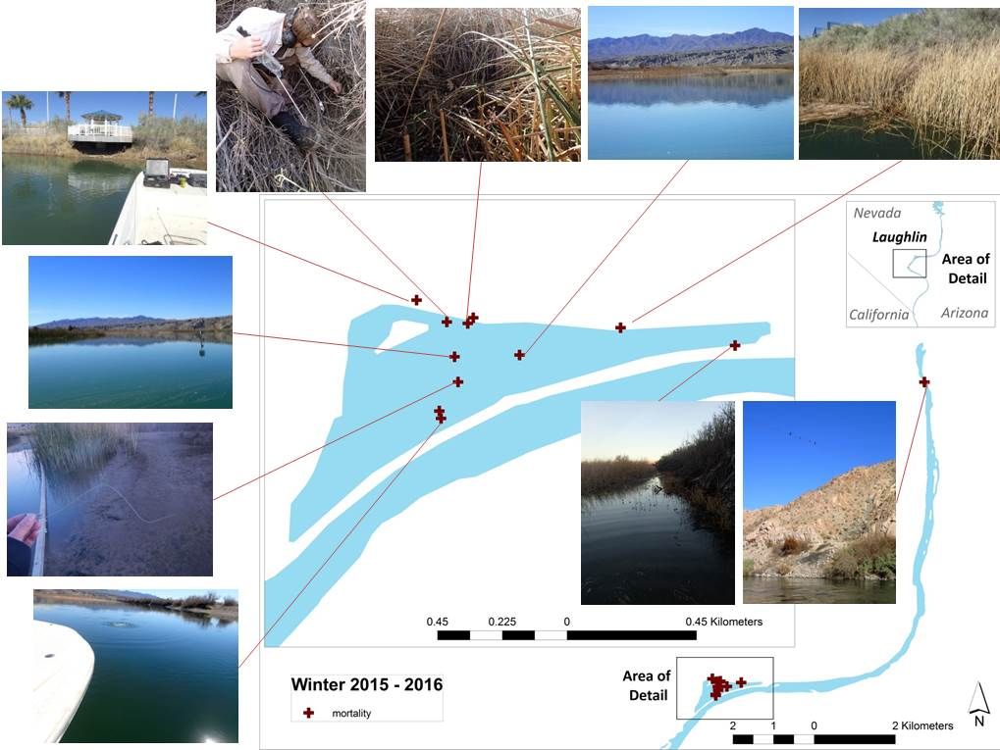 Nevada
Laughlin
Area of
Detail
California
Arizona
0.45 0.225 0 0.45 Kilometers
Winter 2015 - 2016
mortality
Area of
Detail
2 1 0 2 Kilometers
N